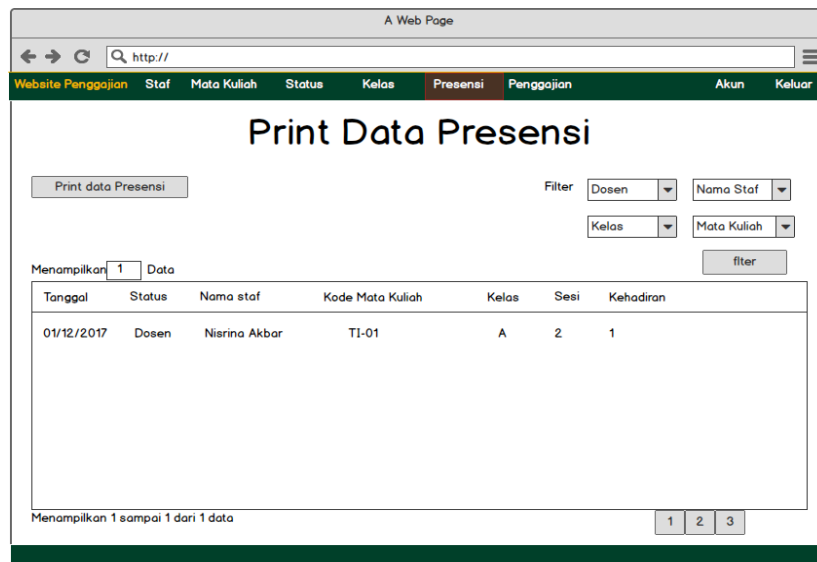 A Web Page
http://
Website Penggajian Staf Mata Kuliah Status Kelas Presensi Penggajian Akun Keluar
Print Data Presensi
Print data Presensi Filter Dosen Nama Staf
Kelas Mata Kuliah
flter
Menampilkan 1 Data
Tanggal Status Nama staf Kode Mata Kuliah Kelas Sesi Kehadiran
01/12/2017 Dosen Nisrina Akbar TI-01 A 2 1
Menampilkan 1 sampai 1 dari 1 data 1 2 3